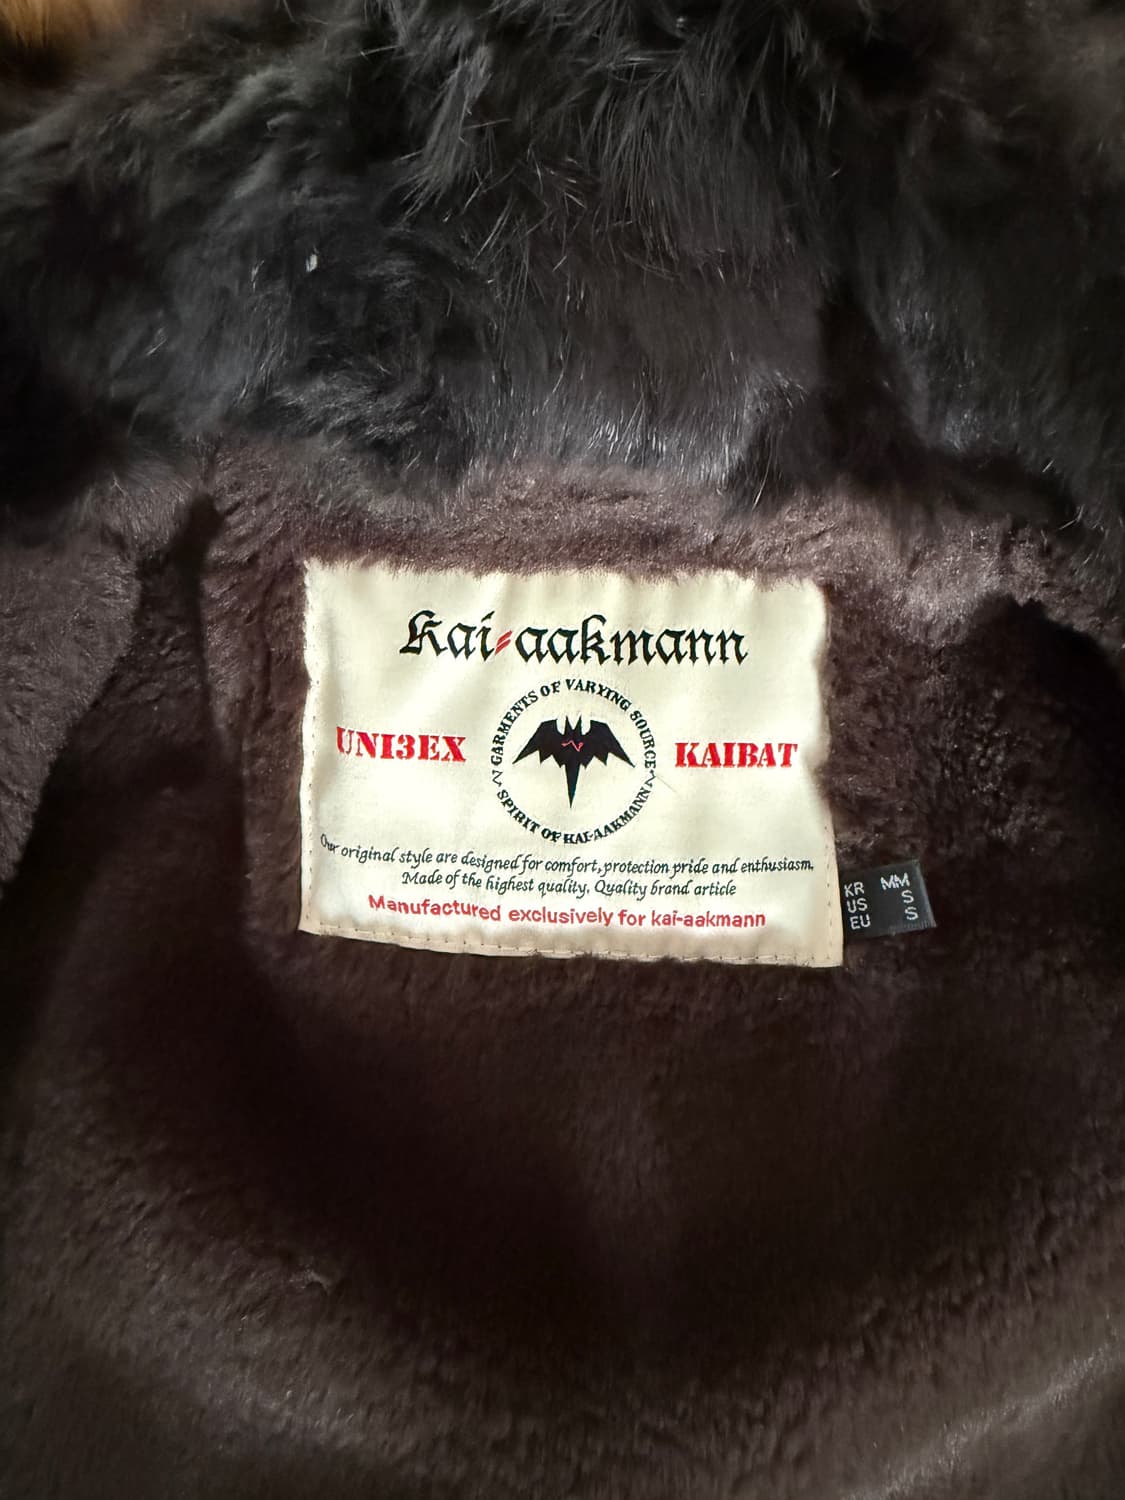 Kai-aakmann
GARMENTS OF VARYING SOURCE
UNI3EX
KAIBAT
SPIRIT OF KAI-AAKMANN
Our original style are designed for comfort, protection pride and enthusiasm.
Made of the highest quality, Quality brand article
Manufactured exclusively for kai-aakmann
KR MM
US S
EU S